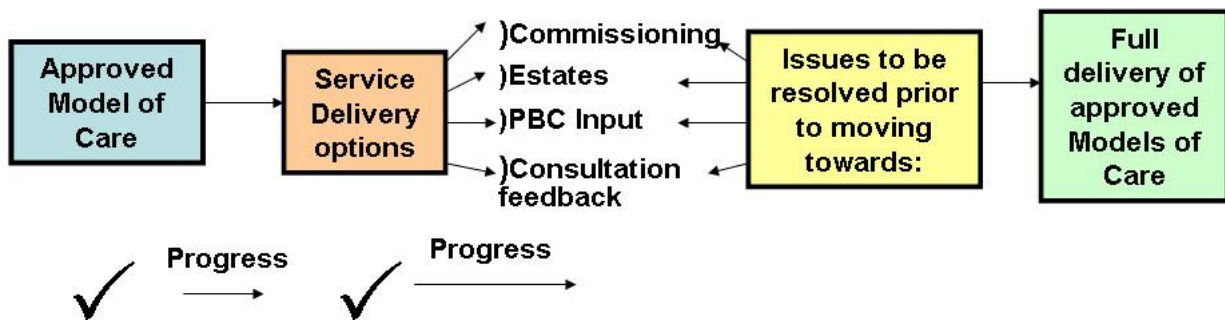 Approved
Model of
Care
Service
Delivery
options
)Commissioning
)Estates
)PBC Input
)Consultation
feedback
Issues to be
resolved prior
to moving
towards:
Full
delivery of
approved
Models of
Care
Progress
Progress